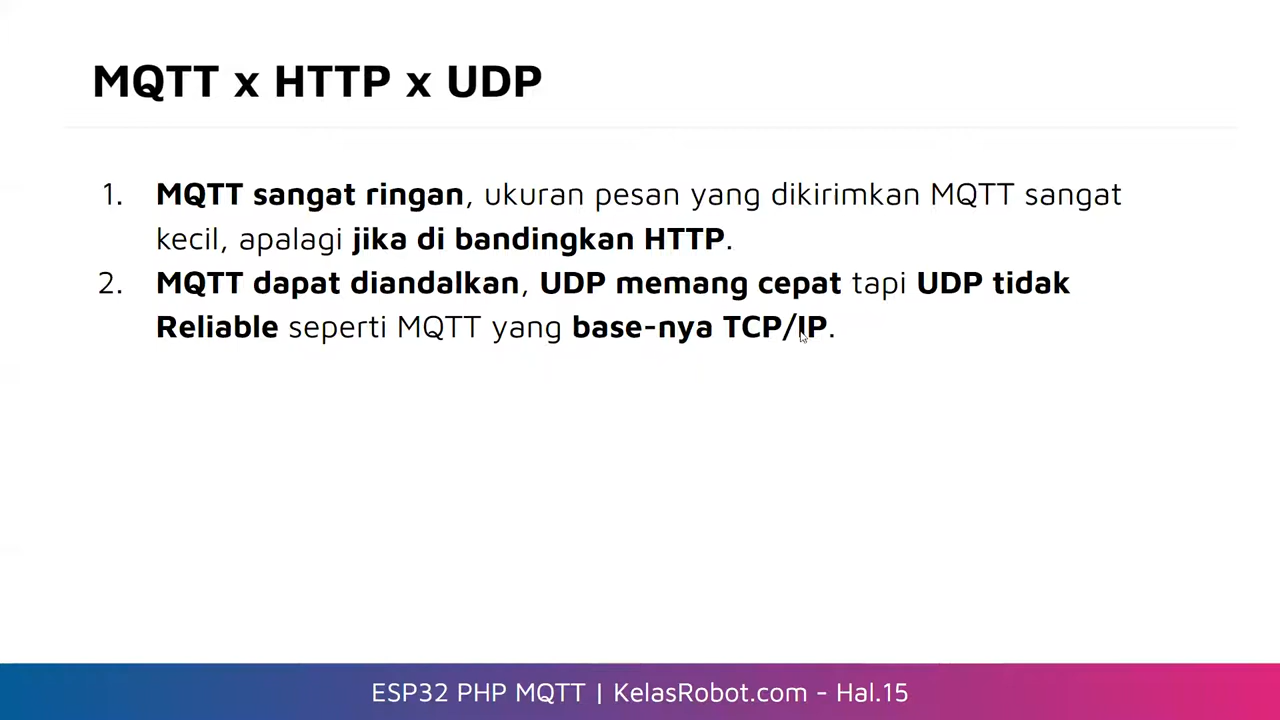 MQTT x HTTP x UDP
1. MQTT sangat ringan, ukuran pesan yang dikirimkan MQTT sangat
kecil, apalagi jika di bandingkan HTTP.
2. MQTT dapat diandalkan, UDP memang cepat tapi UDP tidak
Reliable seperti MQTT yang base-nya TCP/IP.
ESP32 PHP MQTT | KelasRobot.com - Hal.15